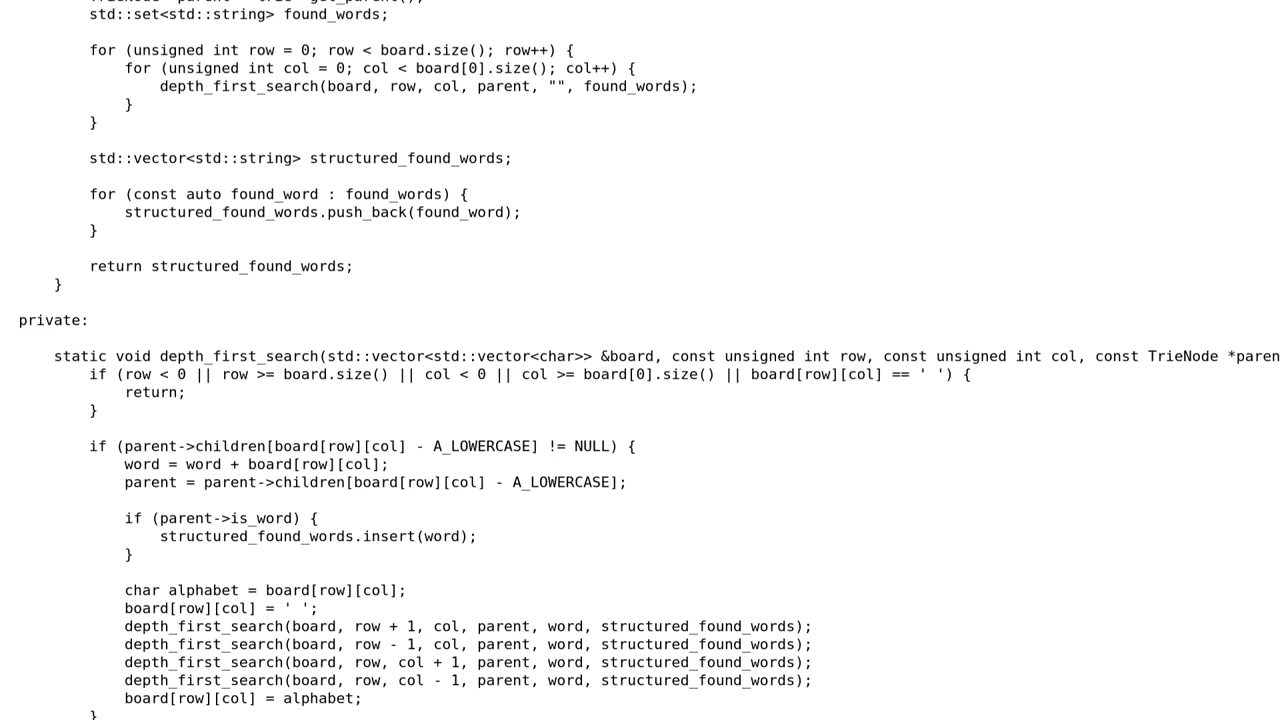 std::set<std::string> found_words;
for (unsigned int row = 0; row < board.size(); row++) {
for (unsigned int col = 0; col < board[0].size(); col++) {
depth_first_search(board, row, col, parent, "", found_words);
}
}
std::vector<std::string> structured_found_words;
for (const auto found_word : found_words) {
structured_found_words.push_back(found_word);
}
return structured_found_words;
}
private:
static void depth_first_search(std::vector<std::vector<char>> &board, const unsigned int row, const unsigned int col, const TrieNode *paren
if (row < 0 || row >= board.size() || col < 0 || col >= board[0].size() || board[row][col] == ' ') {
return;
}
if (parent->children[board[row][col] - A_LOWERCASE] != NULL) {
word = word + board[row][col];
parent = parent->children[board[row][col] - A_LOWERCASE];
if (parent->is_word) {
structured_found_words.insert(word);
}
char alphabet = board[row][col];
board[row][col] = ' ';
depth_first_search(board, row + 1, col, parent, word, structured_found_words);
depth_first_search(board, row - 1, col, parent, word, structured_found_words);
depth_first_search(board, row, col + 1, parent, word, structured_found_words);
depth_first_search(board, row, col - 1, parent, word, structured_found_words);
board[row][col] = alphabet;
}